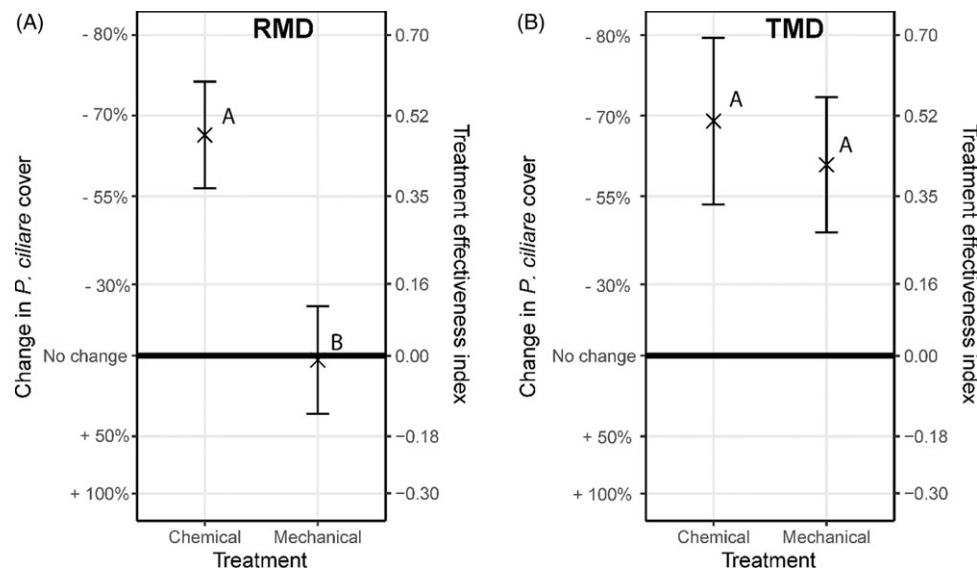 (A)
RMD
Change in P. ciliare cover
- 80%
- 70%
- 55%
- 30%
No change
+ 50%
+ 100%
A
B
0.70
0.52
0.35
0.16
0.00
−0.18
−0.30
Treatment effectiveness index
Chemical Mechanical
Treatment
(B)
TMD
Change in P. ciliare cover
- 80%
- 70%
- 55%
- 30%
No change
+ 50%
+ 100%
A
A
0.70
0.52
0.35
0.16
0.00
−0.18
−0.30
Treatment effectiveness index
Chemical Mechanical
Treatment